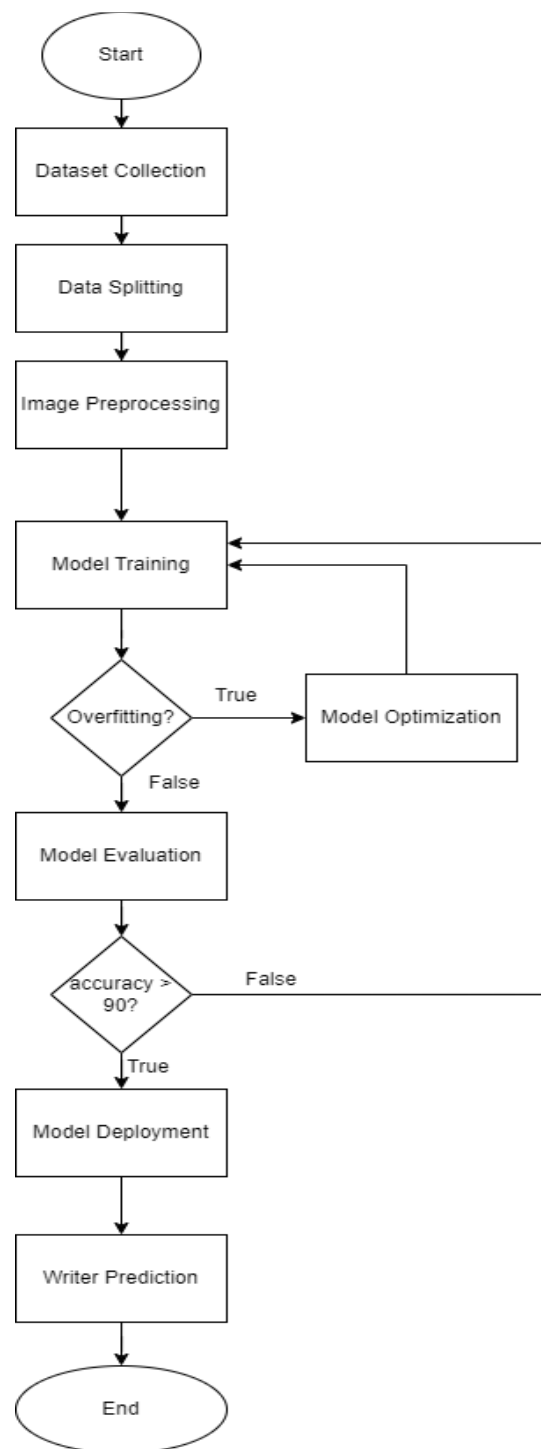 Start
Dataset Collection
Data Splitting
Image Preprocessing
Model Training
Overfitting?
True
Model Optimization
False
Model Evaluation
accuracy >
90?
False
True
Model Deployment
Writer Prediction
End